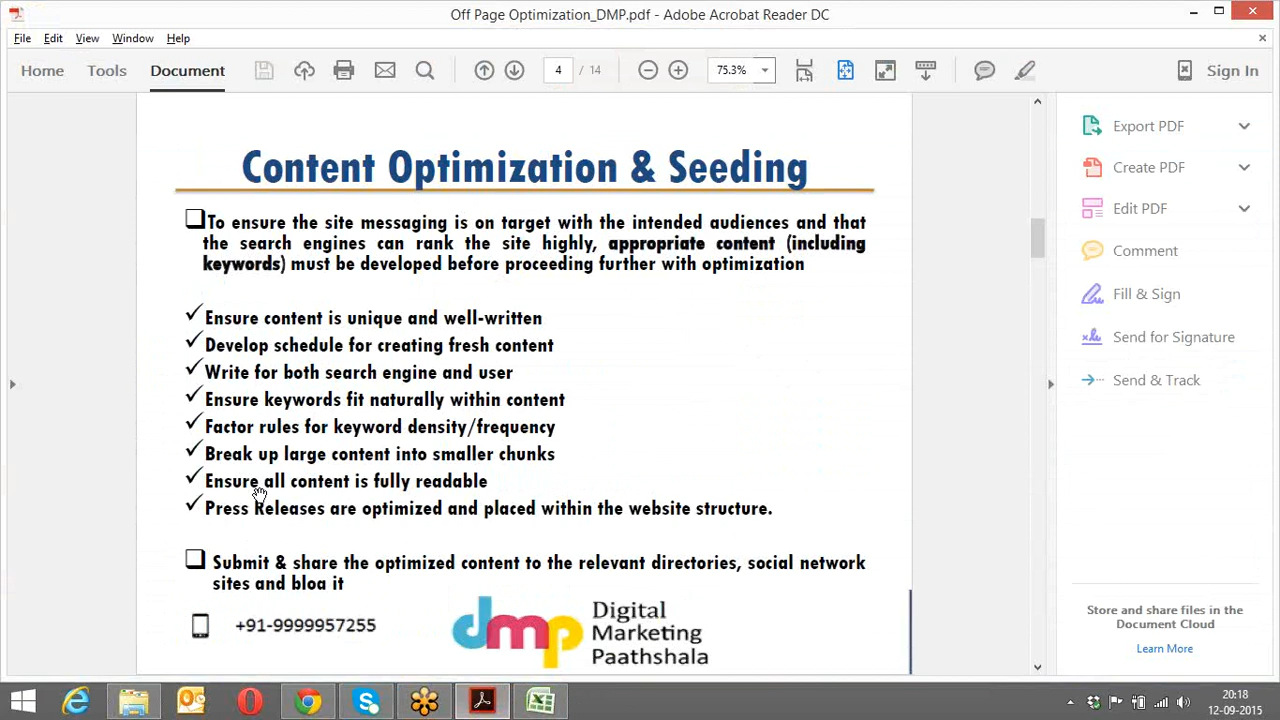 Off Page Optimization_DMP.pdf - Adobe Acrobat Reader DC
File Edit View Window Help
Home Tools Document 4 / 14 75.3% Sign In
Content Optimization & Seeding
To ensure the site messaging is on target with the intended audiences and that
the search engines can rank the site highly, appropriate content (including
keywords) must be developed before proceeding further with optimization
Ensure content is unique and well-written
Develop schedule for creating fresh content
Write for both search engine and user
Ensure keywords fit naturally within content
Factor rules for keyword density/frequency
Break up large content into smaller chunks
Ensure all content is fully readable
Press Releases are optimized and placed within the website structure.
Submit & share the optimized content to the relevant directories, social network
sites and blog it
+91-9999957255
dmp Digital
Marketing
Paathshala
Export PDF
Create PDF
Edit PDF
Comment
Fill & Sign
Send for Signature
Send & Track
Store and share files in the
Document Cloud
Learn More
20:18
12-09-2015